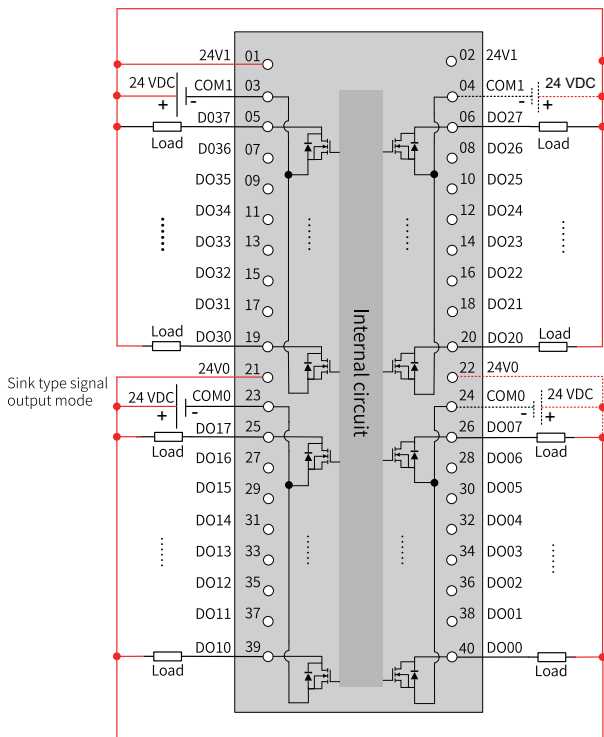 24V1 01 02 24V1
24 VDC COM1 03 04 COM1 24 VDC
+ - - +
D037 05 06 DO27
Load Load
D036 07 08 DO26
DO35 09 10 DO25
DO34 11 12 DO24
DO33 13 14 DO23
DO32 15 16 DO22
DO31 17 18 DO21
Load DO30 19 20 DO20 Load
24V0 21 22 24V0
Sink type signal
output mode
24 VDC COM0 23 24 COM0 24 VDC
+ - - +
DO17 25 26 DO07
Load Load
DO16 27 28 DO06
DO15 29 30 DO05
DO14 31 32 DO04
DO13 33 34 DO03
DO12 35 36 DO02
DO11 37 38 DO01
DO10 39 40 DO00
Load Load
Internal circuit